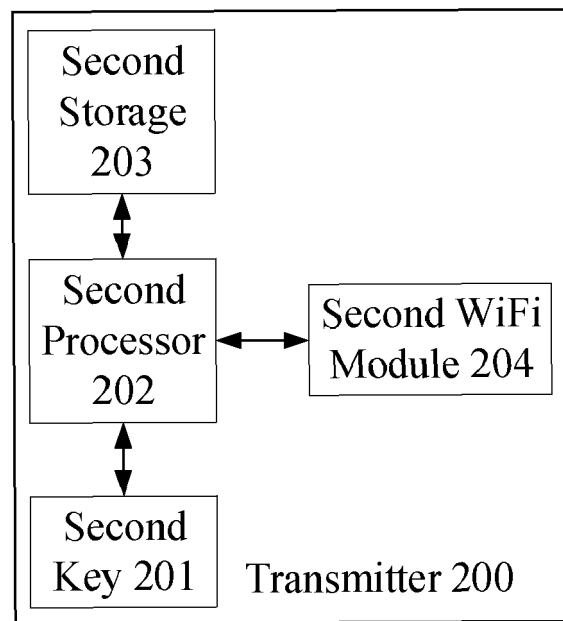 Second
Storage
203
Second
Processor
202
Second WiFi
Module 204
Second
Key 201
Transmitter 200